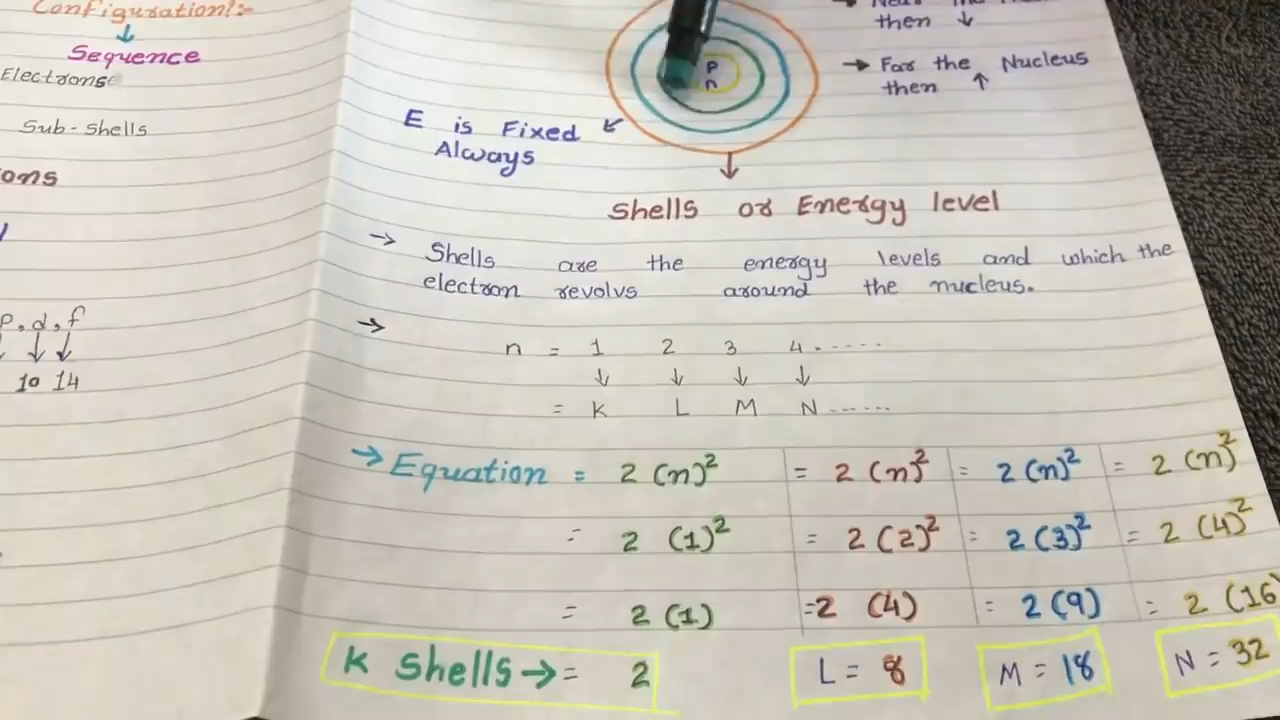 Configuration:-
Sequence
Electrons
Sub-Shells
ons
p, d, f
10 14
P
n
then ↓
→ Far the Nucleus
then ↑
E is Fixed
Always
Shells or Energy level
→ Shells are the energy levels and which the
electron revolvs around the nucleus.
→ n = 1 2 3 4.....
↓ ↓ ↓ ↓
= K L M N......
→ Equation = 2 (n)² = 2 (n)² = 2 (n)² = 2 (n)²
= 2 (1)² = 2 (2)² = 2 (3)² = 2 (4)²
= 2 (1) =2 (4) = 2 (9) = 2 (16)
K Shells → = 2 L = 8 M = 18 N = 32